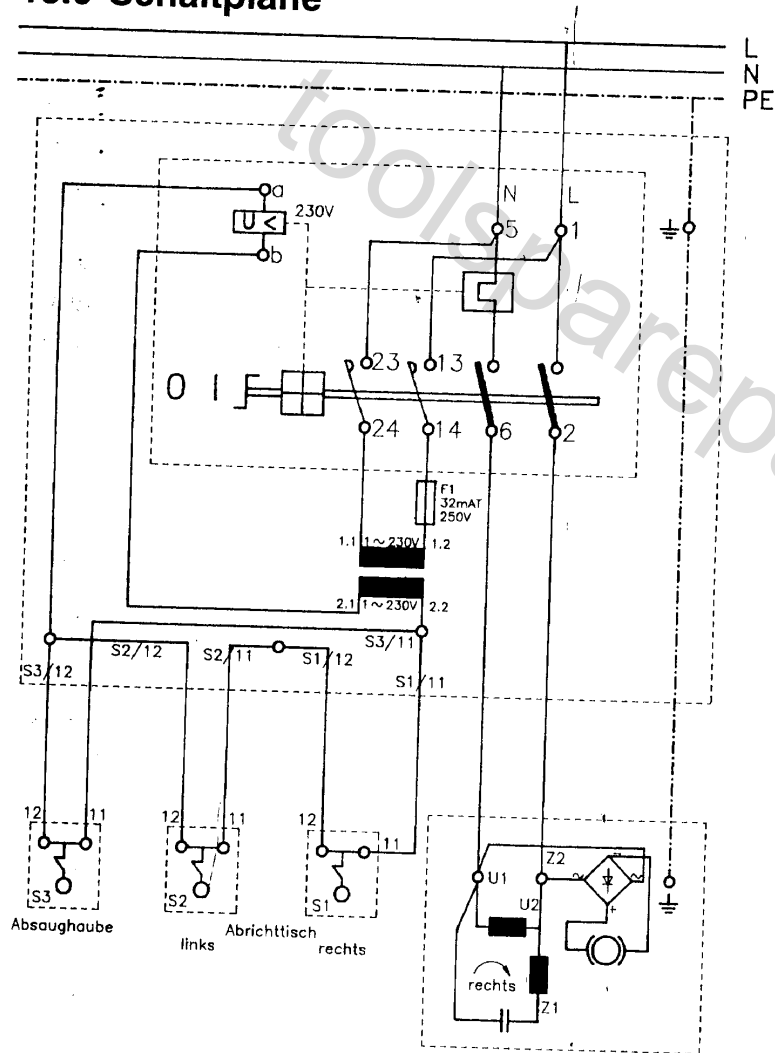 Schaltpläne
L
N
PE
a
U <
230V
b
N
L
5
1
0 I
23
13
24
14
6
2
F1
32mAT
250V
1.1
1~230V
1.2
2.1
1~230V
2.2
S3/11
S2/12
S2/11
S1/12
S3/12
S1/11
12
11
12
11
12
11
S3
S2
S1
Absaughaube
links
Abrichttisch
rechts
U1
Z2
U2
~
~
+
rechts
Z1
toolsparepa